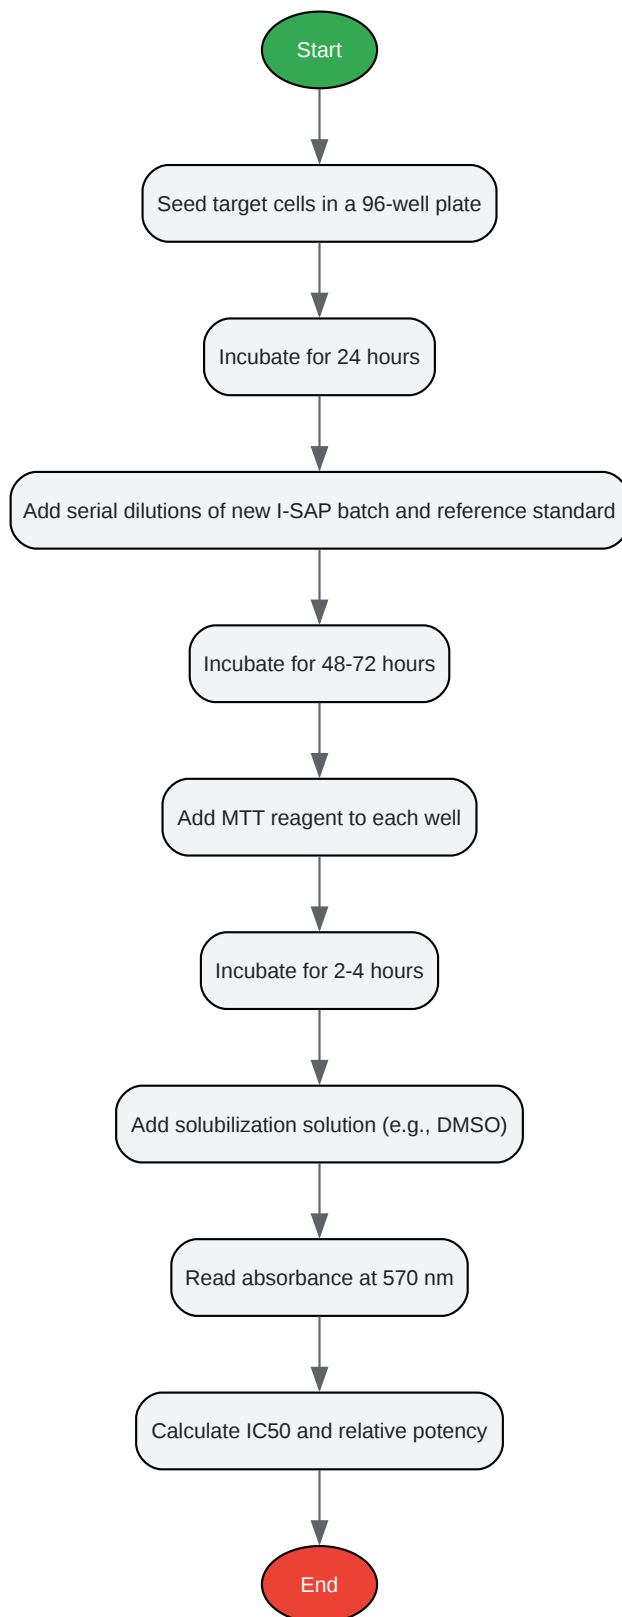 Start
Seed target cells in a 96-well plate
Incubate for 24 hours
Add serial dilutions of new I-SAP batch and reference standard
Incubate for 48-72 hours
Add MTT reagent to each well
Incubate for 2-4 hours
Add solubilization solution (e.g., DMSO)
Read absorbance at 570 nm
Calculate IC50 and relative potency
End